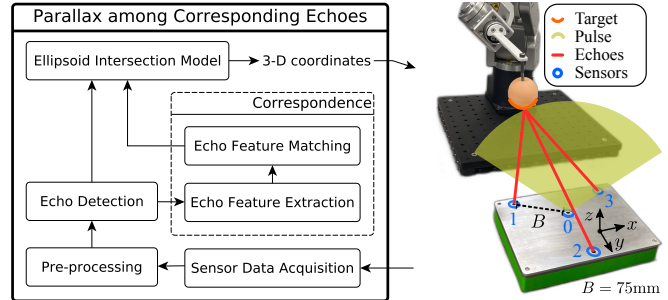 Parallax among Corresponding Echoes
Ellipsoid Intersection Model
3-D coordinates
Correspondence
Echo Feature Matching
Echo Detection
Echo Feature Extraction
Pre-processing
Sensor Data Acquisition
Target
Pulse
Echoes
Sensors
1
B
0
3
z
x
y
2
B = 75mm